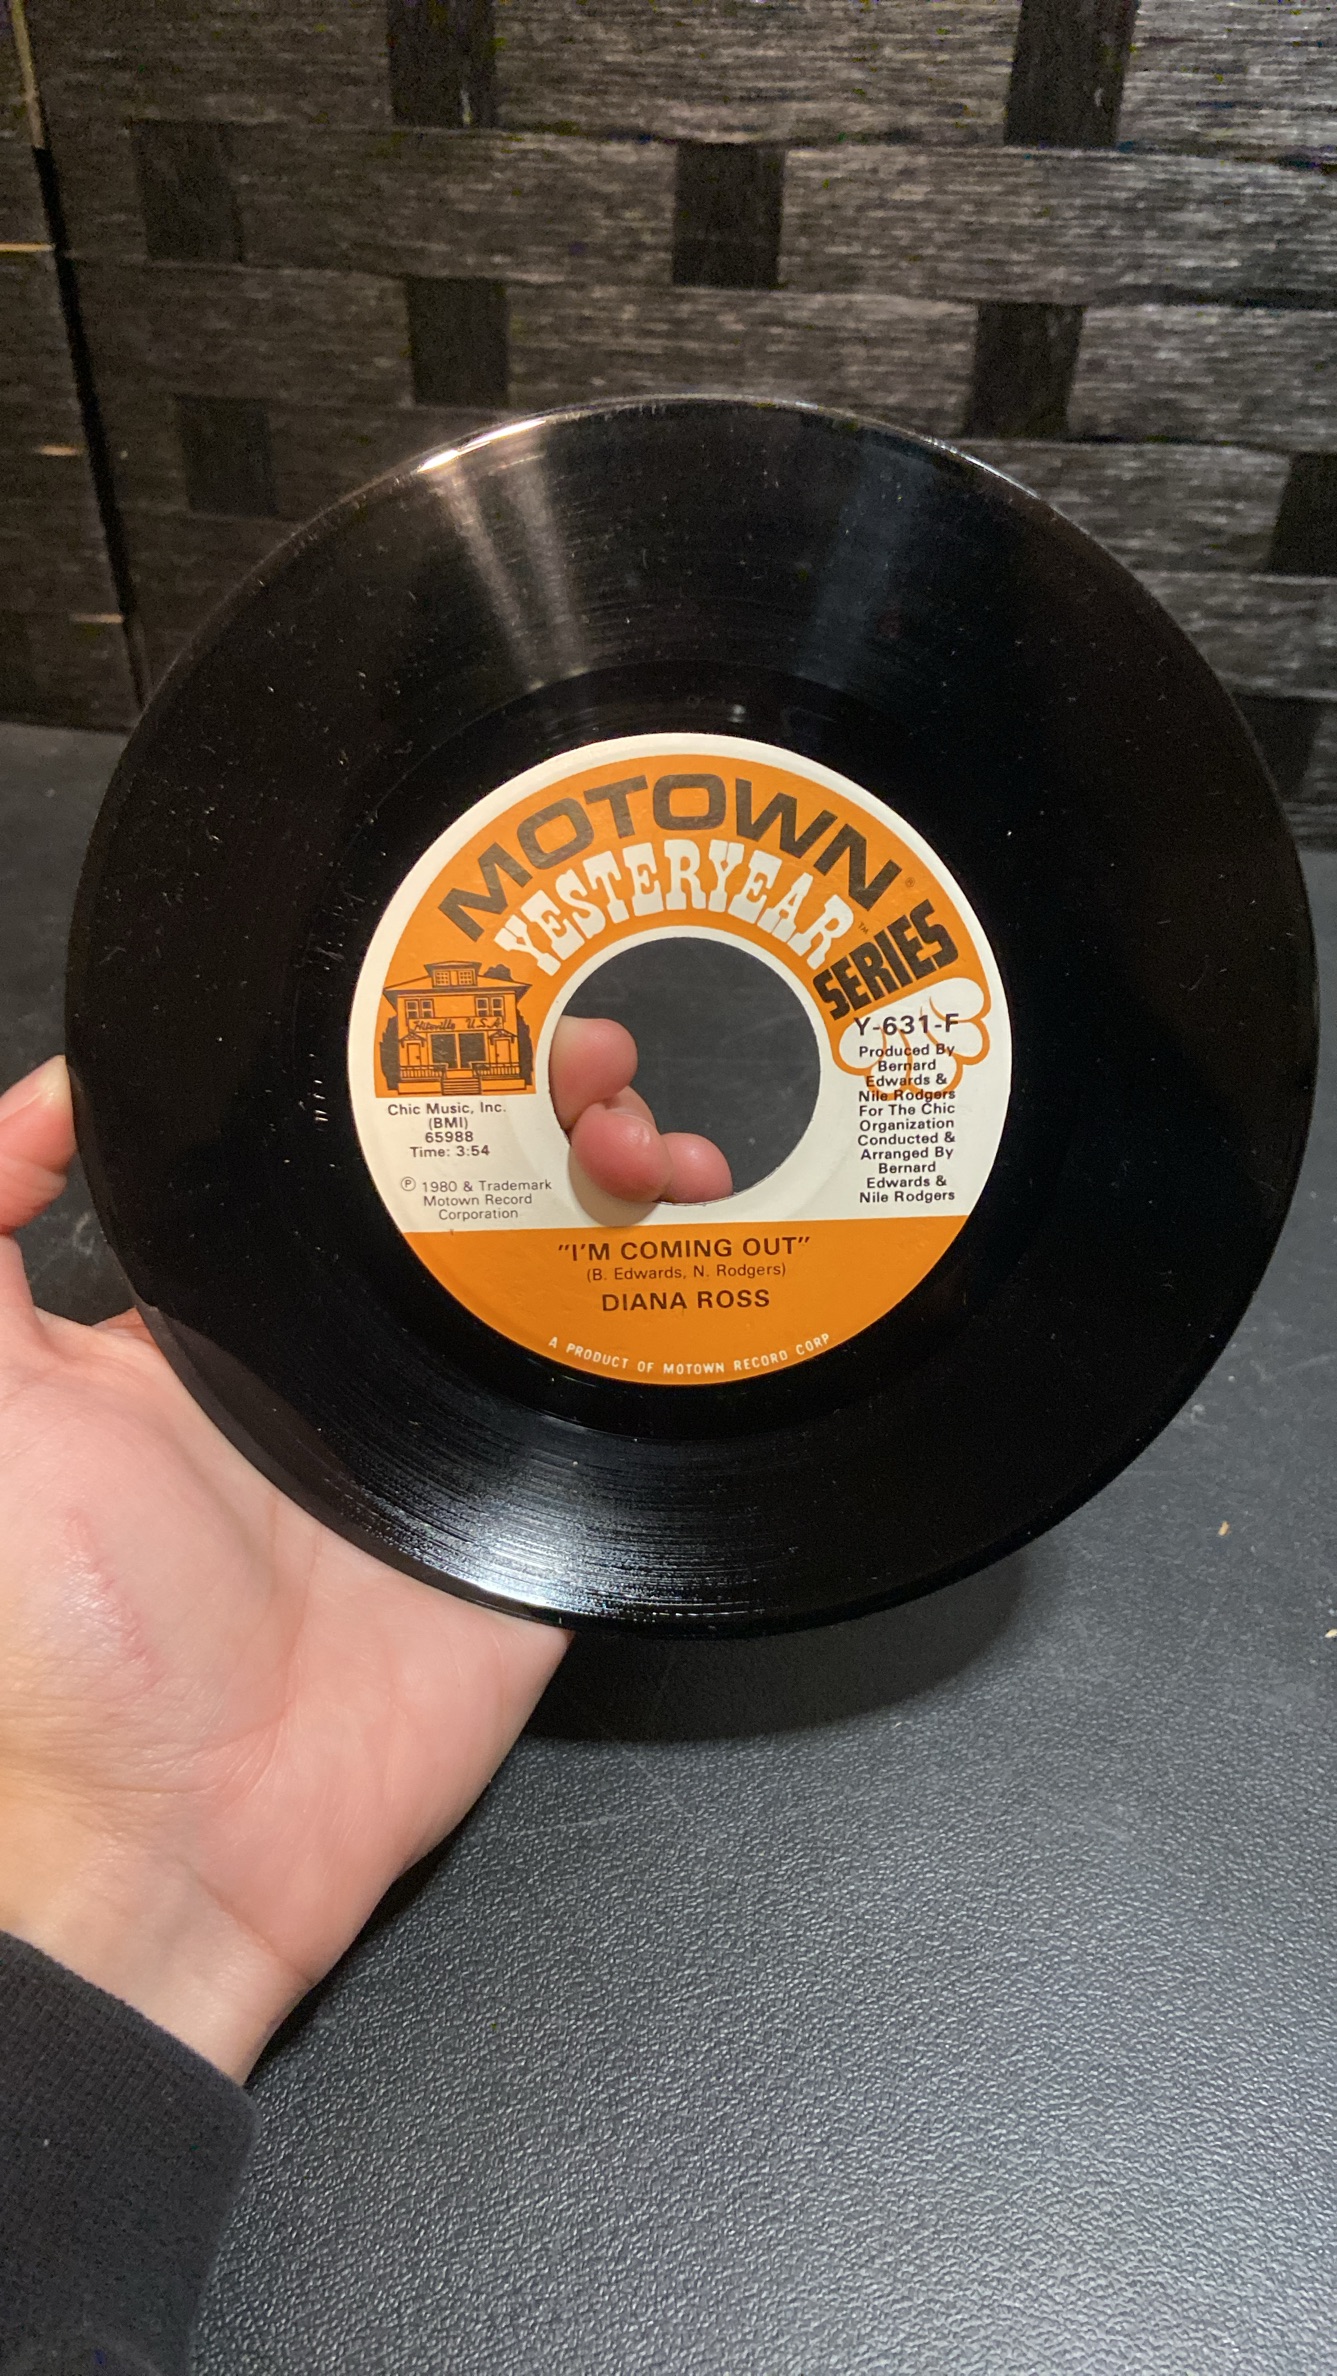 MOTOWN®
YESTERYEAR™
SERIES
Hitsville U.S.A
Y-631-F
Produced By
Bernard
Edwards &
Nile Rodgers
For The Chic
Organization
Conducted &
Arranged By
Bernard
Edwards &
Nile Rodgers
Chic Music, Inc.
(BMI)
65988
Time: 3:54
℗ 1980 & Trademark
Motown Record
Corporation
"I'M COMING OUT"
(B. Edwards, N. Rodgers)
DIANA ROSS
A PRODUCT OF MOTOWN RECORD CORP